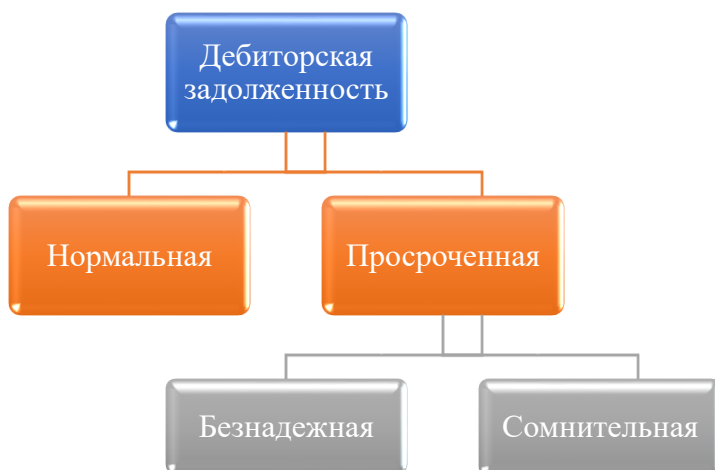 Дебиторская
задолженность
Нормальная
Просроченная
Безнадежная
Сомнительная